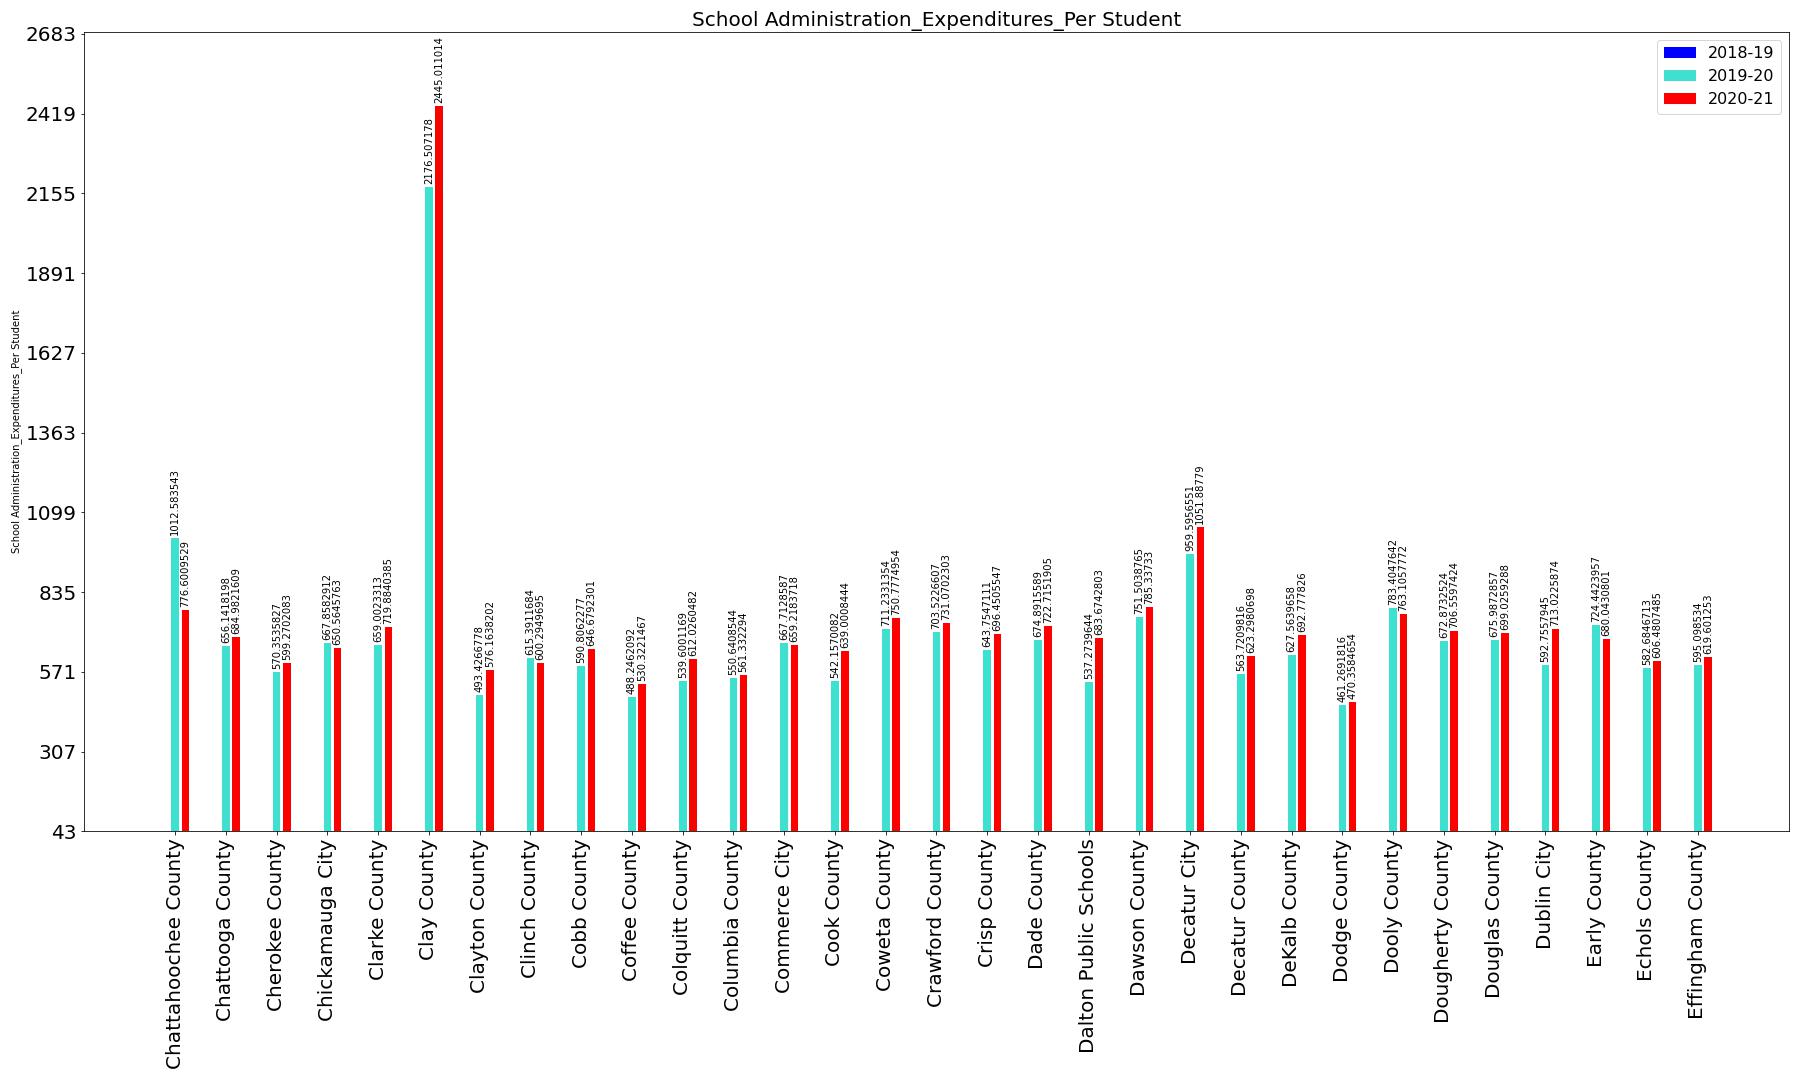 School Administration_Expenditures_Per Student
2018-19
2019-20
2020-21
School Administration_Expenditures_Per Student
2683
2419
2155
1891
1627
1363
1099
835
571
307
43
1012.583543
776.6009529
656.1418198
684.9821609
570.3535827
599.2702083
667.8582912
650.5645763
659.0023313
719.8840385
2176.507178
2445.011014
493.4266778
576.1638202
615.3911684
600.2949695
590.8062277
646.6792301
488.2462092
530.3221467
539.6001169
612.0260482
550.6408544
561.332294
667.7128587
659.2183718
542.1570082
639.0008444
711.2331354
750.7774954
703.5226607
731.0702303
643.7547111
696.4505547
674.8915589
722.7151905
537.2739644
683.6742803
751.5038765
785.33733
959.5956551
1051.88779
563.7209816
623.2980698
627.5639658
692.777826
461.2691816
470.3584654
783.4047642
763.1057772
672.8732524
706.5597424
675.9872857
699.0259288
592.7557945
713.0225874
724.4423957
680.0430801
582.6846713
606.4807485
595.098534
619.601253
Chattahoochee County
Chattooga County
Cherokee County
Chickamauga City
Clarke County
Clay County
Clayton County
Clinch County
Cobb County
Coffee County
Colquitt County
Columbia County
Commerce City
Cook County
Coweta County
Crawford County
Crisp County
Dade County
Dalton Public Schools
Dawson County
Decatur City
Decatur County
DeKalb County
Dodge County
Dooly County
Dougherty County
Douglas County
Dublin City
Early County
Echols County
Effingham County